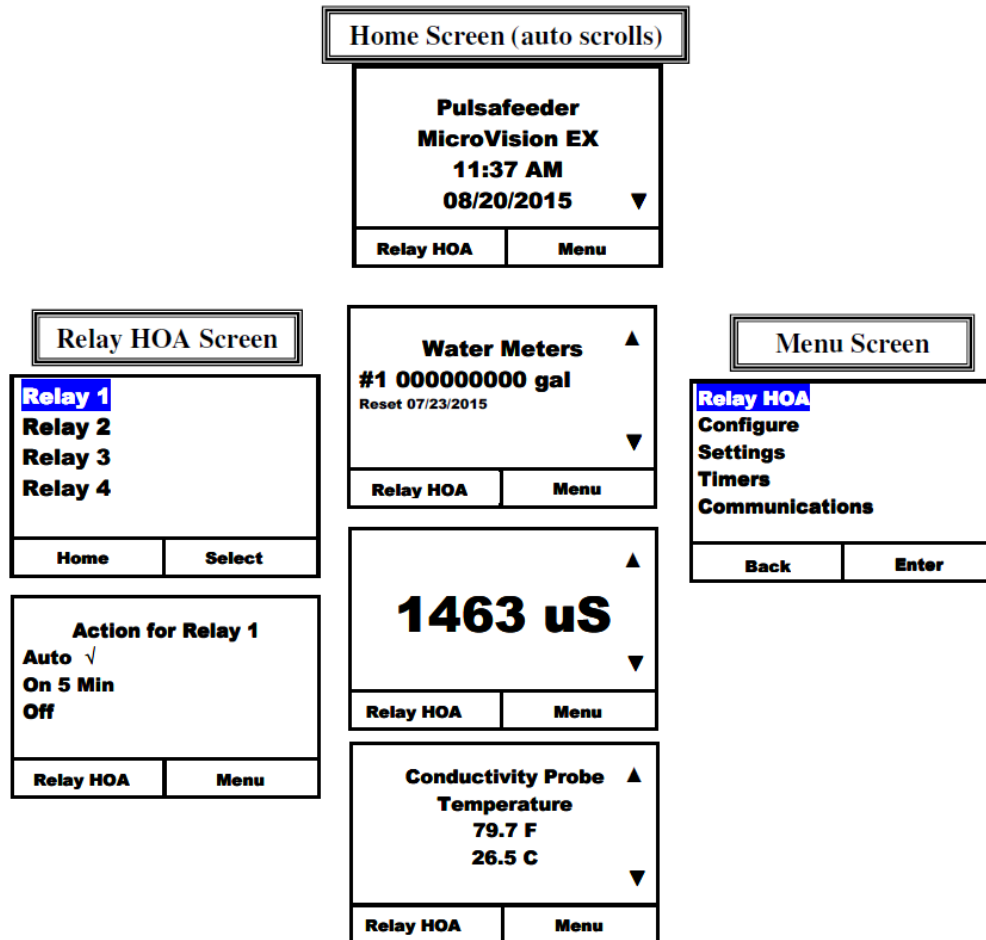 Home Screen (auto scrolls)
Pulsafeeder
MicroVision EX
11:37 AM
08/20/2015 ▼
Relay HOA Menu
Relay HOA Screen
Relay 1
Relay 2
Relay 3
Relay 4
Home Select
Action for Relay 1
Auto √
On 5 Min
Off
Relay HOA Menu
Water Meters ▲
#1 000000000 gal
Reset 07/23/2015
▼
Relay HOA Menu
▲
1463 uS
▼
Relay HOA Menu
Conductivity Probe ▲
Temperature
79.7 F
26.5 C
▼
Relay HOA Menu
Menu Screen
Relay HOA
Configure
Settings
Timers
Communications
Back Enter